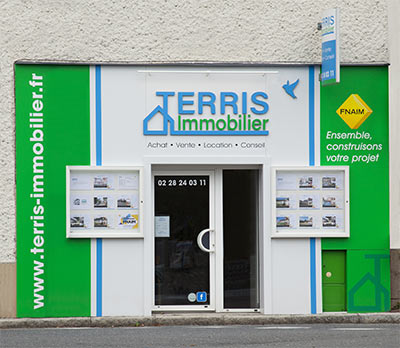 www.terris-immobilier.fr
TERRIS
Immobilier
Achat • Vente • Location • Conseil
02 28 24 03 11
FNAIM
Ensemble,
construisons
votre projet